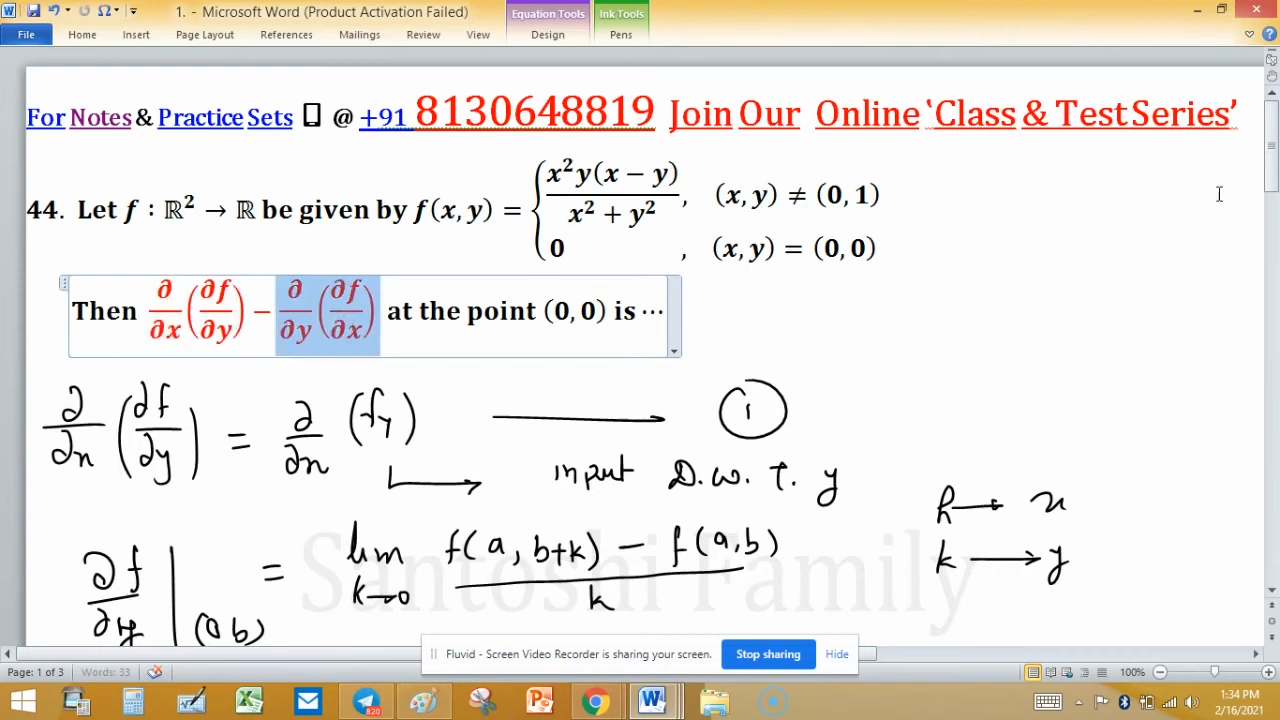 1. - Microsoft Word (Product Activation Failed)
Equation Tools
Ink Tools
File Home Insert Page Layout References Mailings Review View Design Pens
For Notes & Practice Sets @ +91 8130648819 Join Our Online 'Class & Test Series'
44. Let f : ℝ² → ℝ be given by f(x, y) = { x²y(x − y) / x² + y² , (x, y) ≠ (0, 1)
0 , (x, y) = (0, 0)
Then ∂/∂x (∂f/∂y) − ∂/∂y (∂f/∂x) at the point (0, 0) is ⋯
∂/∂x (∂f/∂y) = ∂/∂x (fy) ⟶ ①
input D. w. t. y
h → x
∂f/∂y |(a b) = lim k→0 f(a, b+k) − f(a, b) / k
k → y
Santoshi Family
Fluvid - Screen Video Recorder is sharing your screen. Stop sharing Hide
Page: 1 of 3 Words: 33 100%
820
1:34 PM
2/16/2021